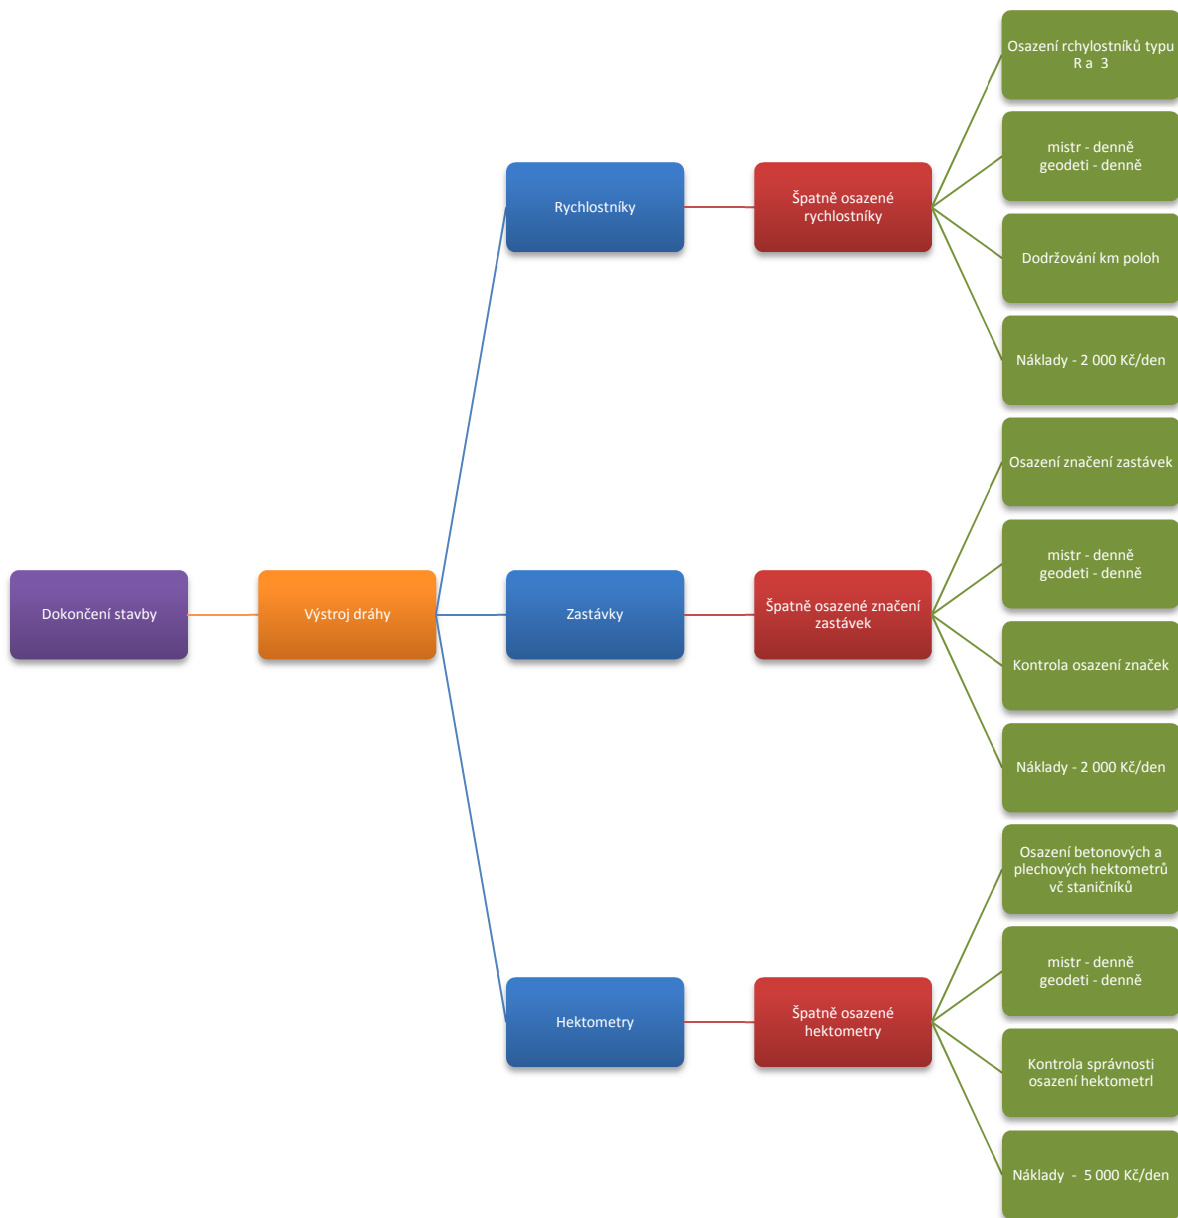 Dokončení stavby
Výstroj dráhy
Rychlostníky
Špatně osazené
rychlostníky
Osazení rchylostníků typu
R a  3
mistr - denně
geodeti - denně
Dodržování km poloh
Náklady - 2 000 Kč/den
Zastávky
Špatně osazené značení
zastávek
Osazení značení zastávek
mistr - denně
geodeti - denně
Kontrola osazení značek
Náklady - 2 000 Kč/den
Hektometry
Špatně osazené
hektometry
Osazení betonových a
plechových hektometrů
vč staničníků
mistr - denně
geodeti - denně
Kontrola správnosti
osazení hektometrl
Náklady  -  5 000 Kč/den